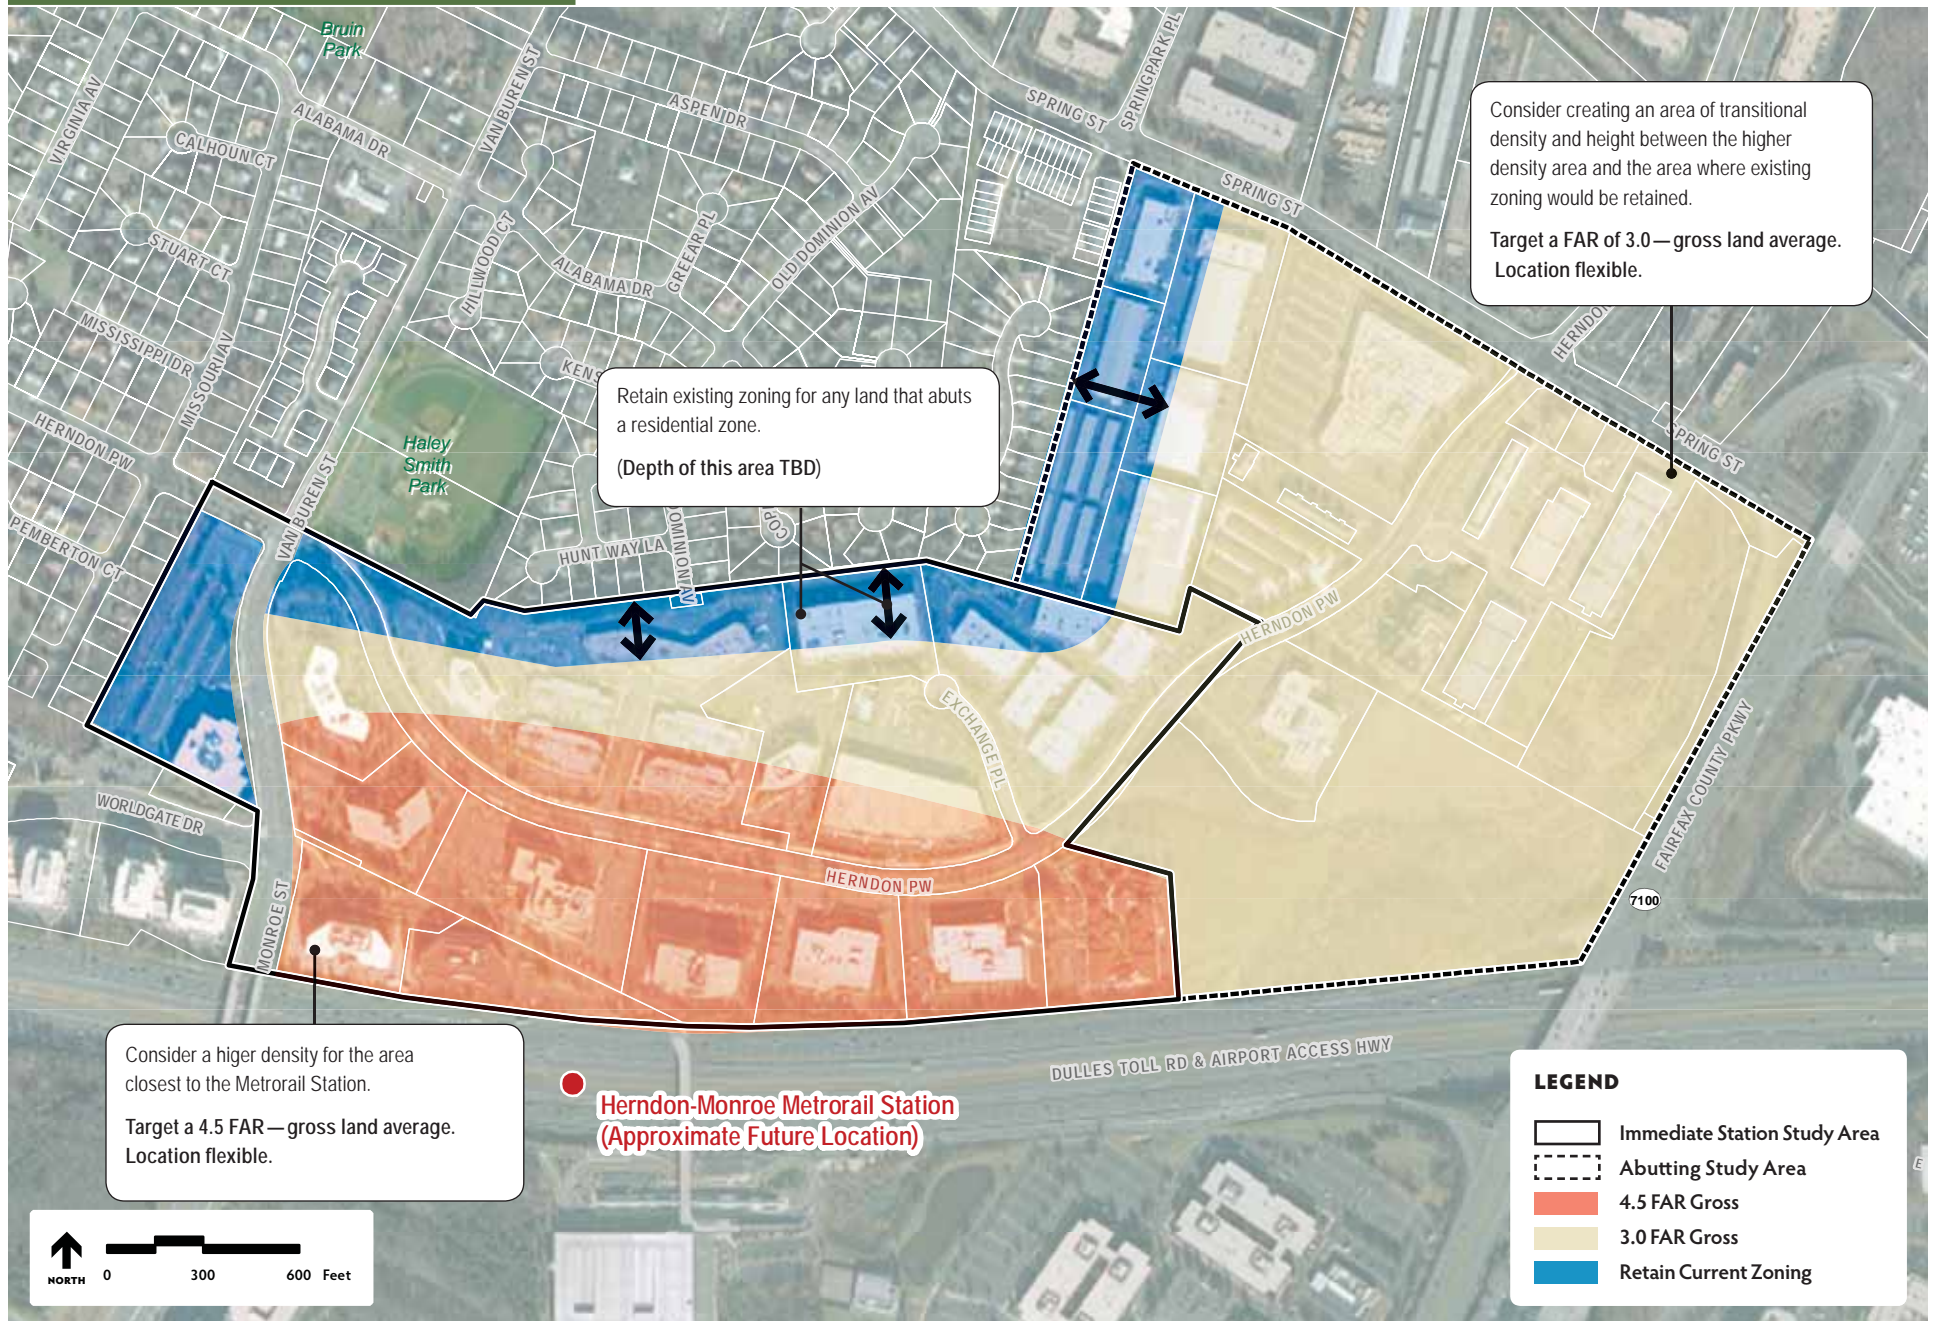 Bruin
Park
VIRGINIA AV
CALHOUN CT
ALABAMA DR
VAN BUREN ST
ASPEN DR
SPRING ST
SPRINGPARK PL
STUART CT
HILLWOOD CT
ALABAMA DR
GREEAR PL
OLD DOMINION AV
SPRING ST
Consider creating an area of transitional
density and height between the higher
density area and the area where existing
zoning would be retained.
Target a FAR of 3.0—gross land average.
Location flexible.
MISSISSIPPI DR
MISSOURI AV
HERNDON
KENS
Retain existing zoning for any land that abuts
a residential zone.
(Depth of this area TBD)
HERNDON PW
Haley
Smith
Park
SPRING ST
PEMBERTON CT
VAN BUREN ST
HUNT WAY LA
DOMINION AV
COP
HERNDON PW
EXCHANGE PL
WORLDGATE DR
HERNDON PW
FAIRFAX COUNTY PKWY
7100
MONROE ST
Consider a higer density for the area
closest to the Metrorail Station.
Target a 4.5 FAR—gross land average.
Location flexible.
Herndon-Monroe Metrorail Station
(Approximate Future Location)
DULLES TOLL RD & AIRPORT ACCESS HWY
LEGEND
Immediate Station Study Area
Abutting Study Area
4.5 FAR Gross
3.0 FAR Gross
Retain Current Zoning
NORTH
0 300 600 Feet
E